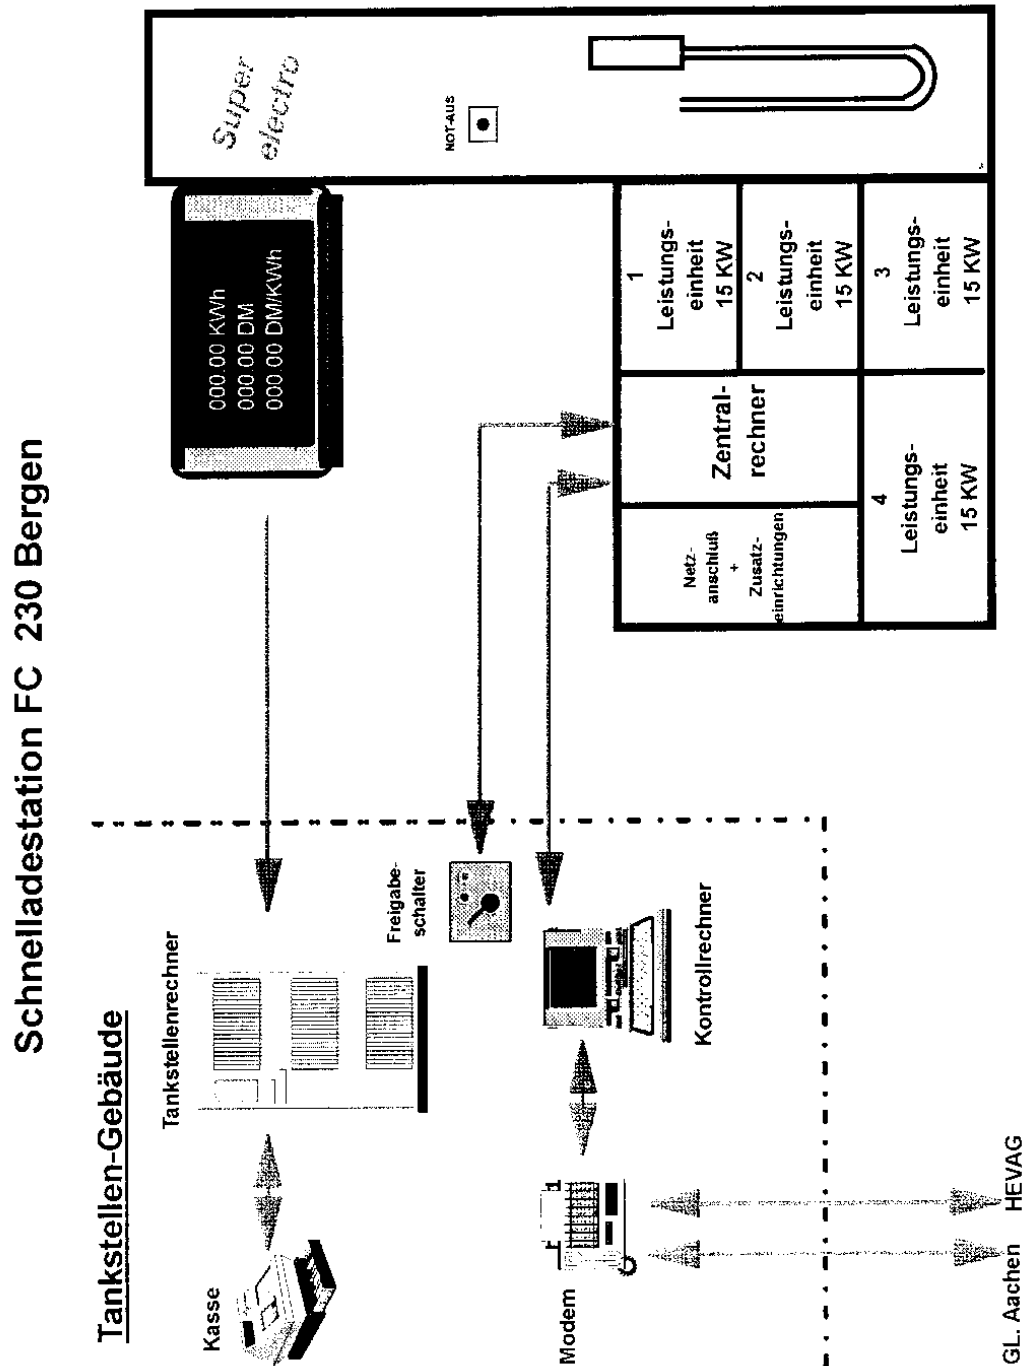 Schnelladestation FC 230 Bergen
Tankstellen-Gebäude
Kasse
Tankstellenrechner
000.00 KWh
000.00 DM
000.00 DM/KWh
Super
electro
Freigabe-
schalter
NOT-AUS
Modem
Kontrollrechner
Netz-
anschluß
+
Zusatz-
einrichtungen
Zentral-
rechner
1
Leistungs-
einheit
15 KW
2
Leistungs-
einheit
15 KW
3
Leistungs-
einheit
15 KW
4
Leistungs-
einheit
15 KW
GL. Aachen
HEVAG